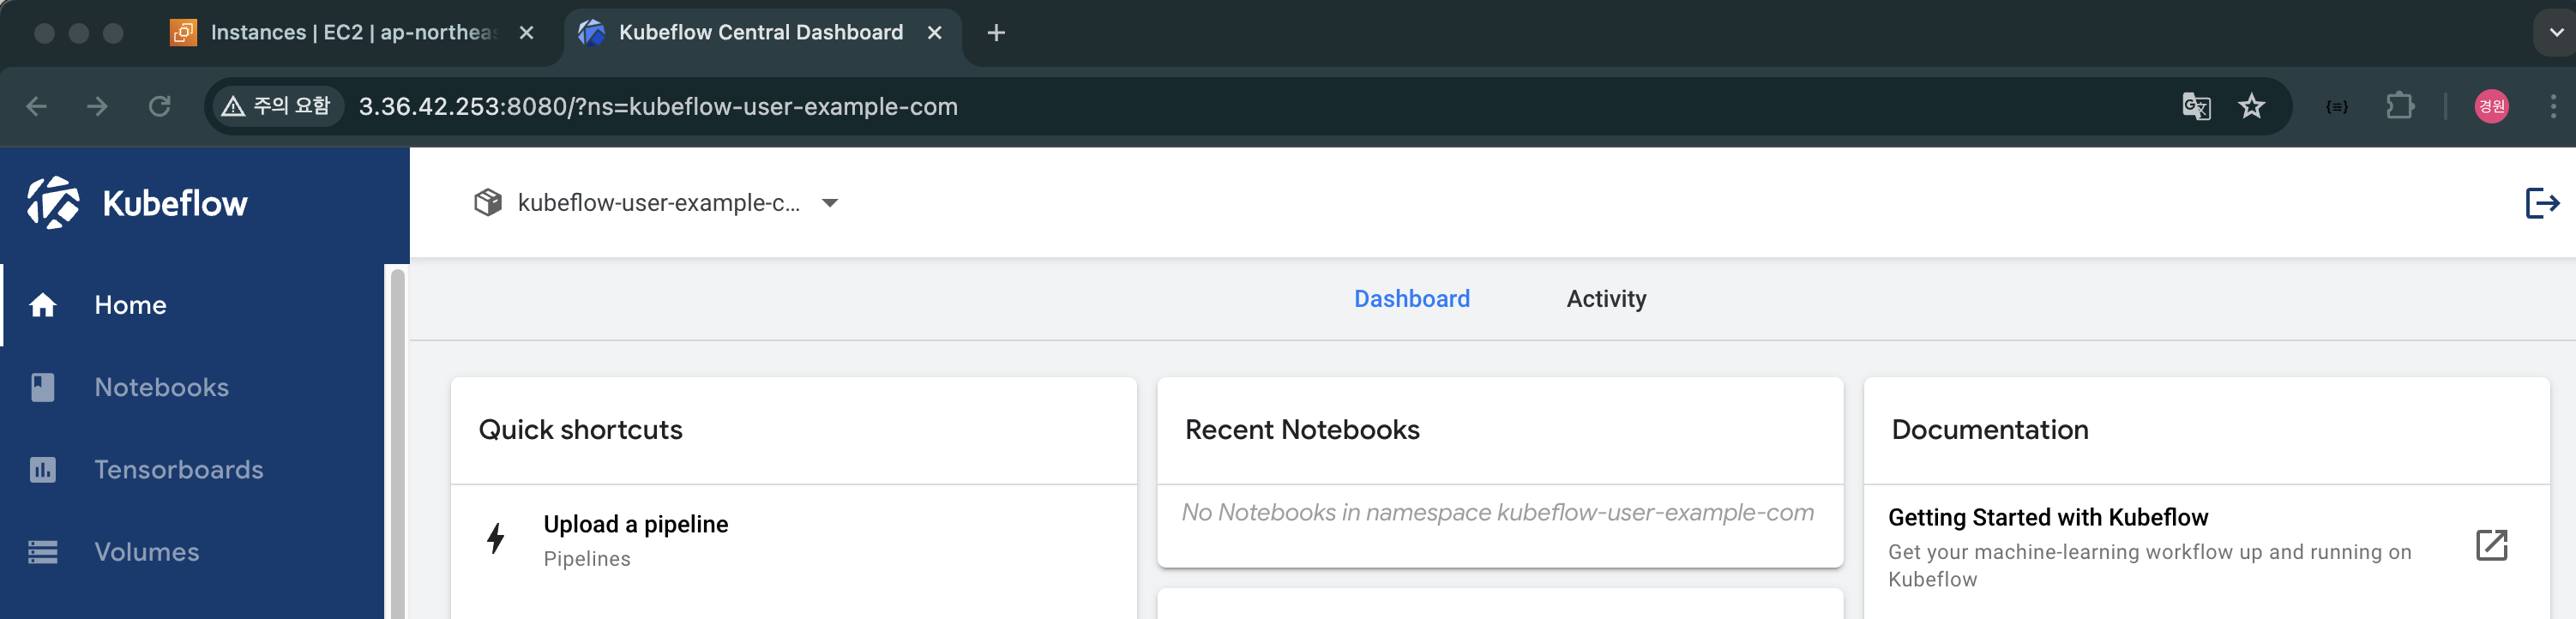 Instances | EC2 | ap-northeas
Kubeflow Central Dashboard
주의 요함
3.36.42.253:8080/?ns=kubeflow-user-example-com
경원
Kubeflow
kubeflow-user-example-c...
Home
Notebooks
Tensorboards
Volumes
Dashboard
Activity
Quick shortcuts
Upload a pipeline
Pipelines
Recent Notebooks
No Notebooks in namespace kubeflow-user-example-com
Documentation
Getting Started with Kubeflow
Get your machine-learning workflow up and running on
Kubeflow